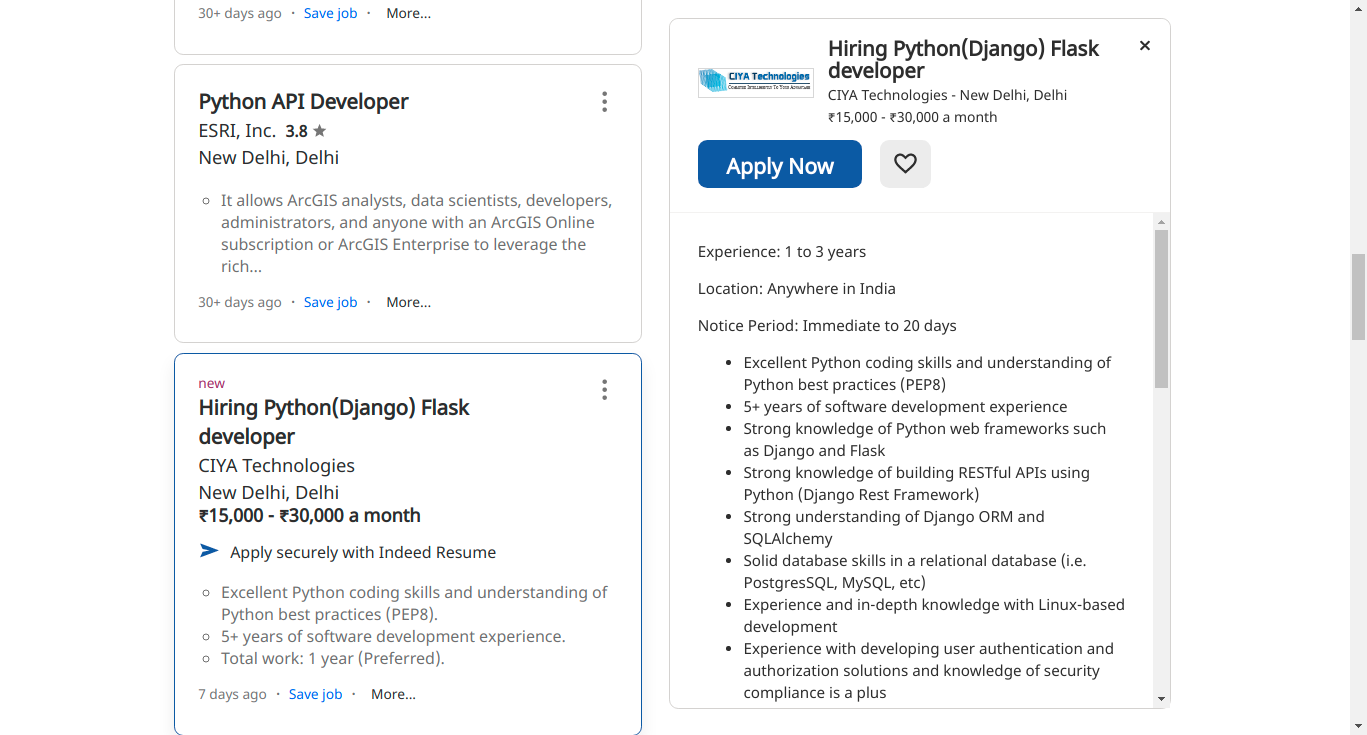 30+ days ago · Save job · More...
Python API Developer
ESRI, Inc. 3.8 ★
New Delhi, Delhi
It allows ArcGIS analysts, data scientists, developers,
administrators, and anyone with an ArcGIS Online
subscription or ArcGIS Enterprise to leverage the
rich...
30+ days ago · Save job · More...
new
Hiring Python(Django) Flask
developer
CIYA Technologies
New Delhi, Delhi
₹15,000 - ₹30,000 a month
Apply securely with Indeed Resume
Excellent Python coding skills and understanding of
Python best practices (PEP8).
5+ years of software development experience.
Total work: 1 year (Preferred).
7 days ago · Save job · More...
CIYA Technologies
Computer Intelligence To Your Advantage
Hiring Python(Django) Flask
developer
CIYA Technologies - New Delhi, Delhi
₹15,000 - ₹30,000 a month
Apply Now
Experience: 1 to 3 years
Location: Anywhere in India
Notice Period: Immediate to 20 days
• Excellent Python coding skills and understanding of
Python best practices (PEP8)
• 5+ years of software development experience
• Strong knowledge of Python web frameworks such
as Django and Flask
• Strong knowledge of building RESTful APIs using
Python (Django Rest Framework)
• Strong understanding of Django ORM and
SQLAlchemy
• Solid database skills in a relational database (i.e.
PostgresSQL, MySQL, etc)
• Experience and in-depth knowledge with Linux-based
development
• Experience with developing user authentication and
authorization solutions and knowledge of security
compliance is a plus